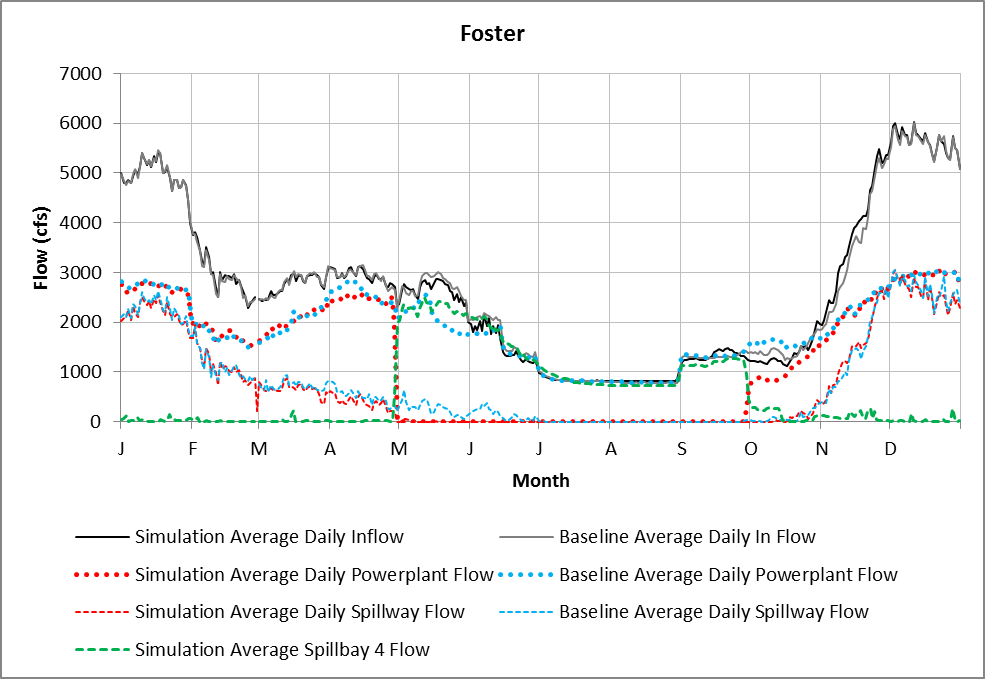 Foster
7000
6000
5000
4000
3000
2000
1000
0
Flow (cfs)
J F M A M J J A S O N D
Month
Simulation Average Daily Inflow
Baseline Average Daily In Flow
Simulation Average Daily Powerplant Flow
Baseline Average Daily Powerplant Flow
Simulation Average Daily Spillway Flow
Baseline Average Daily Spillway Flow
Simulation Average Spillbay 4 Flow